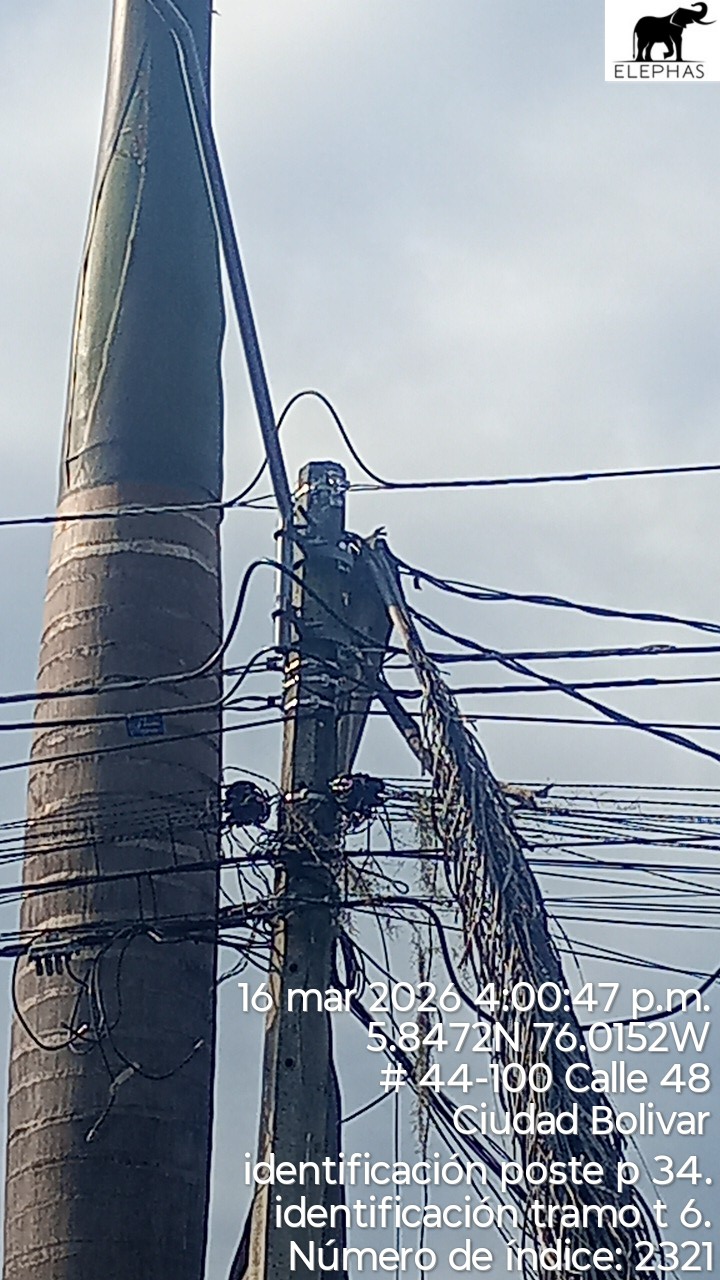 ELEPHAS
16 mar 2026 4:00:47 p.m.
5.8472N 76.0152W
# 44-100 Calle 48
Ciudad Bolivar
identificación poste p 34.
identificación tramo t 6.
Número de índice: 2321